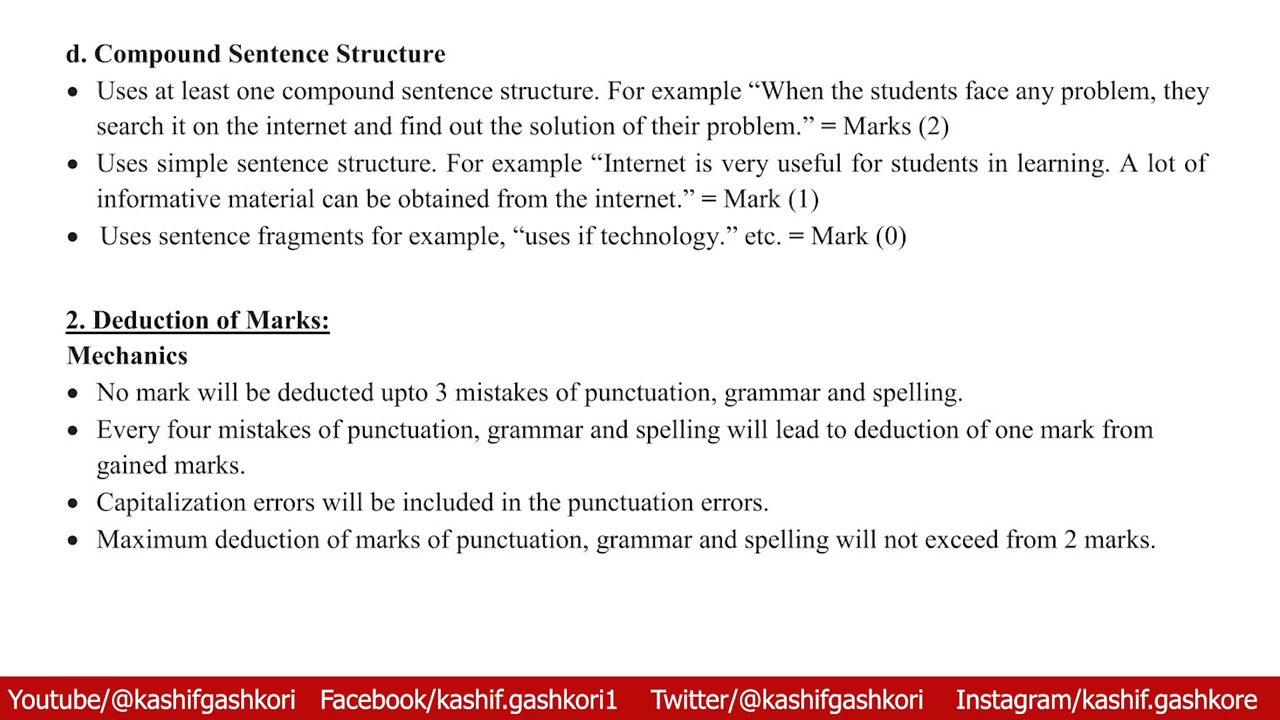 d. Compound Sentence Structure
• Uses at least one compound sentence structure. For example “When the students face any problem, they
search it on the internet and find out the solution of their problem.” = Marks (2)
• Uses simple sentence structure. For example “Internet is very useful for students in learning. A lot of
informative material can be obtained from the internet.” = Mark (1)
• Uses sentence fragments for example, “uses if technology.” etc. = Mark (0)
2. Deduction of Marks:
Mechanics
• No mark will be deducted upto 3 mistakes of punctuation, grammar and spelling.
• Every four mistakes of punctuation, grammar and spelling will lead to deduction of one mark from
gained marks.
• Capitalization errors will be included in the punctuation errors.
• Maximum deduction of marks of punctuation, grammar and spelling will not exceed from 2 marks.
Youtube/@kashifgashkori Facebook/kashif.gashkori1 Twitter/@kashifgashkori Instagram/kashif.gashkore